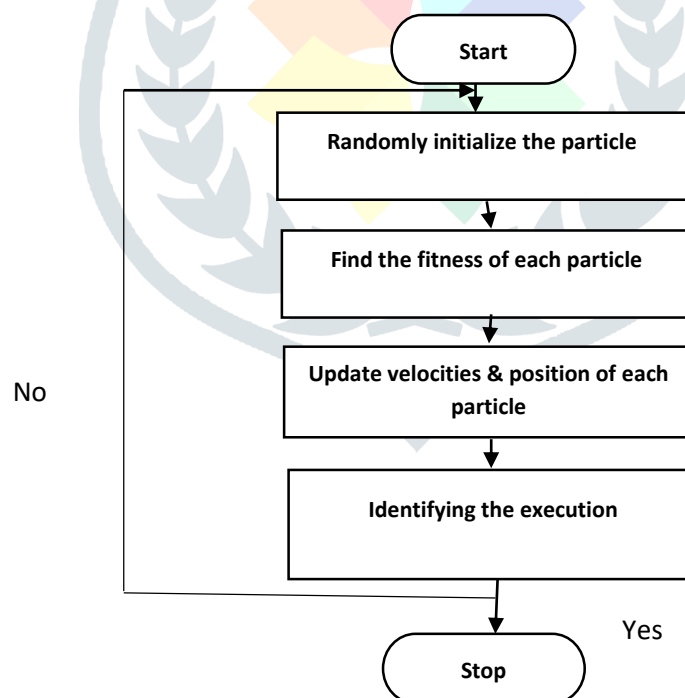 Start
Randomly initialize the particle
Find the fitness of each particle
Update velocities & position of each
particle
No
Identifying the execution
Yes
Stop